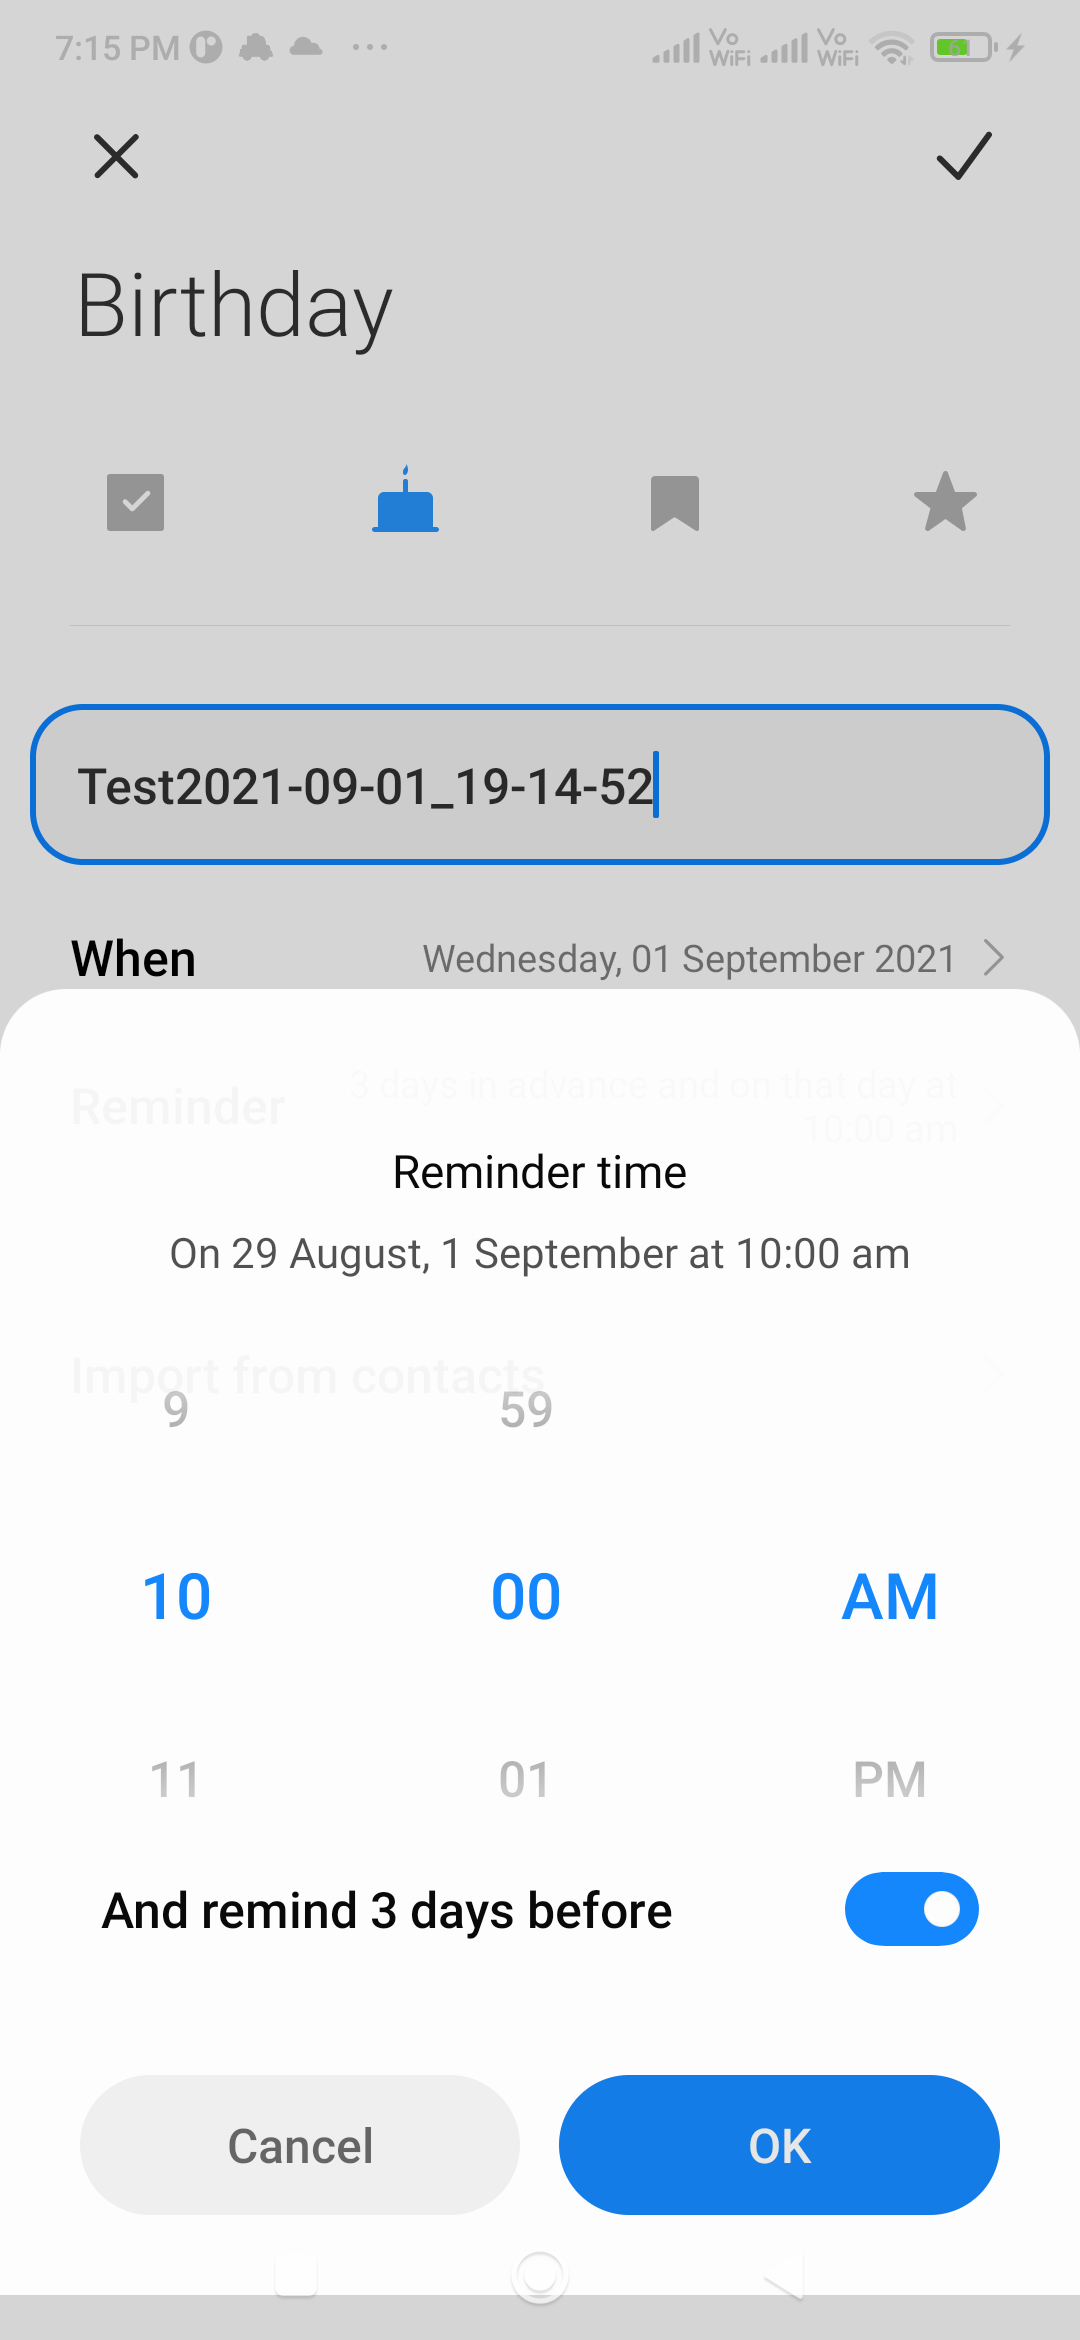 7:15 PM
Vo WiFi Vo WiFi 61
Birthday
Test2021-09-01_19-14-52
When Wednesday, 01 September 2021
Reminder 3 days in advance and on that day at
10:00 am
Reminder time
On 29 August, 1 September at 10:00 am
Import from contacts
9 59
10 00 AM
11 01 PM
And remind 3 days before
Cancel OK